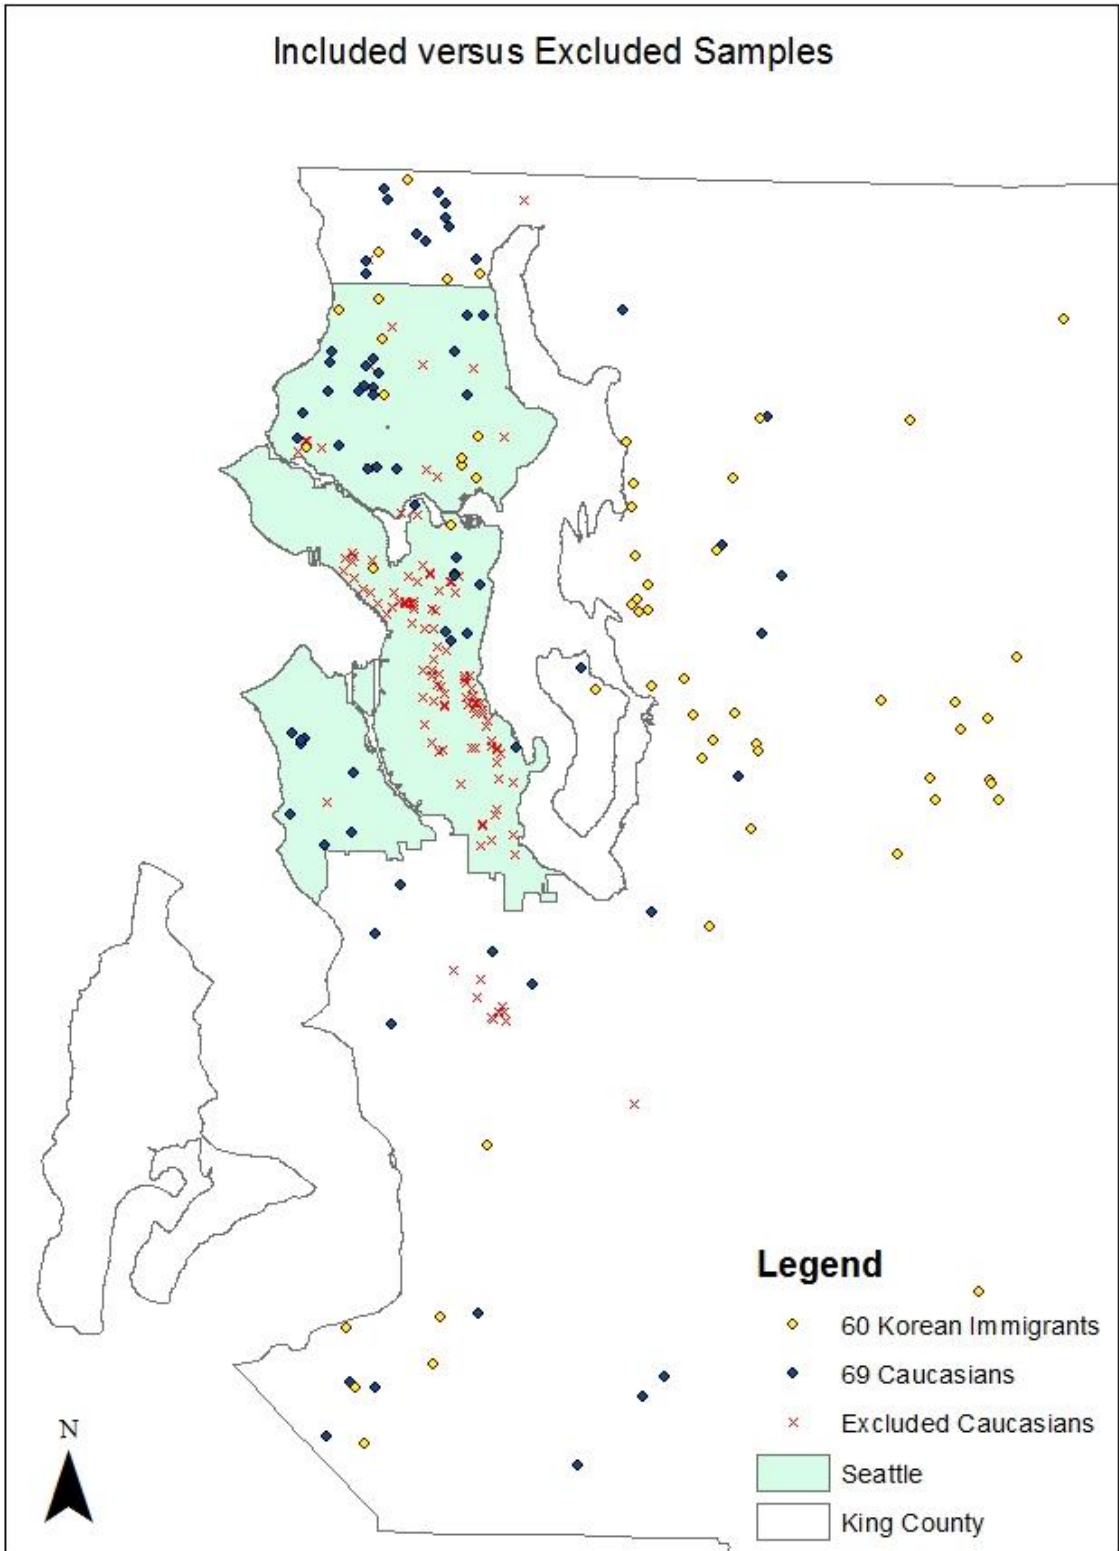 Included versus Excluded Samples
Legend
60 Korean Immigrants
69 Caucasians
Excluded Caucasians
Seattle
King County
N